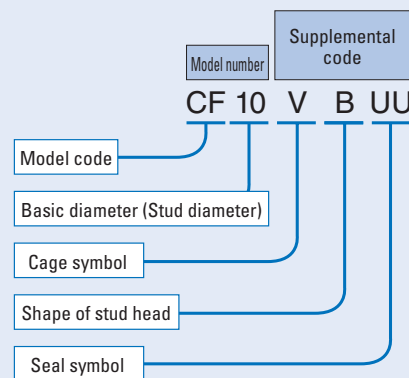 Supplemental
code
Model number
CF 10 V B UU
Model code
Basic diameter (Stud diameter)
Cage symbol
Shape of stud head
Seal symbol